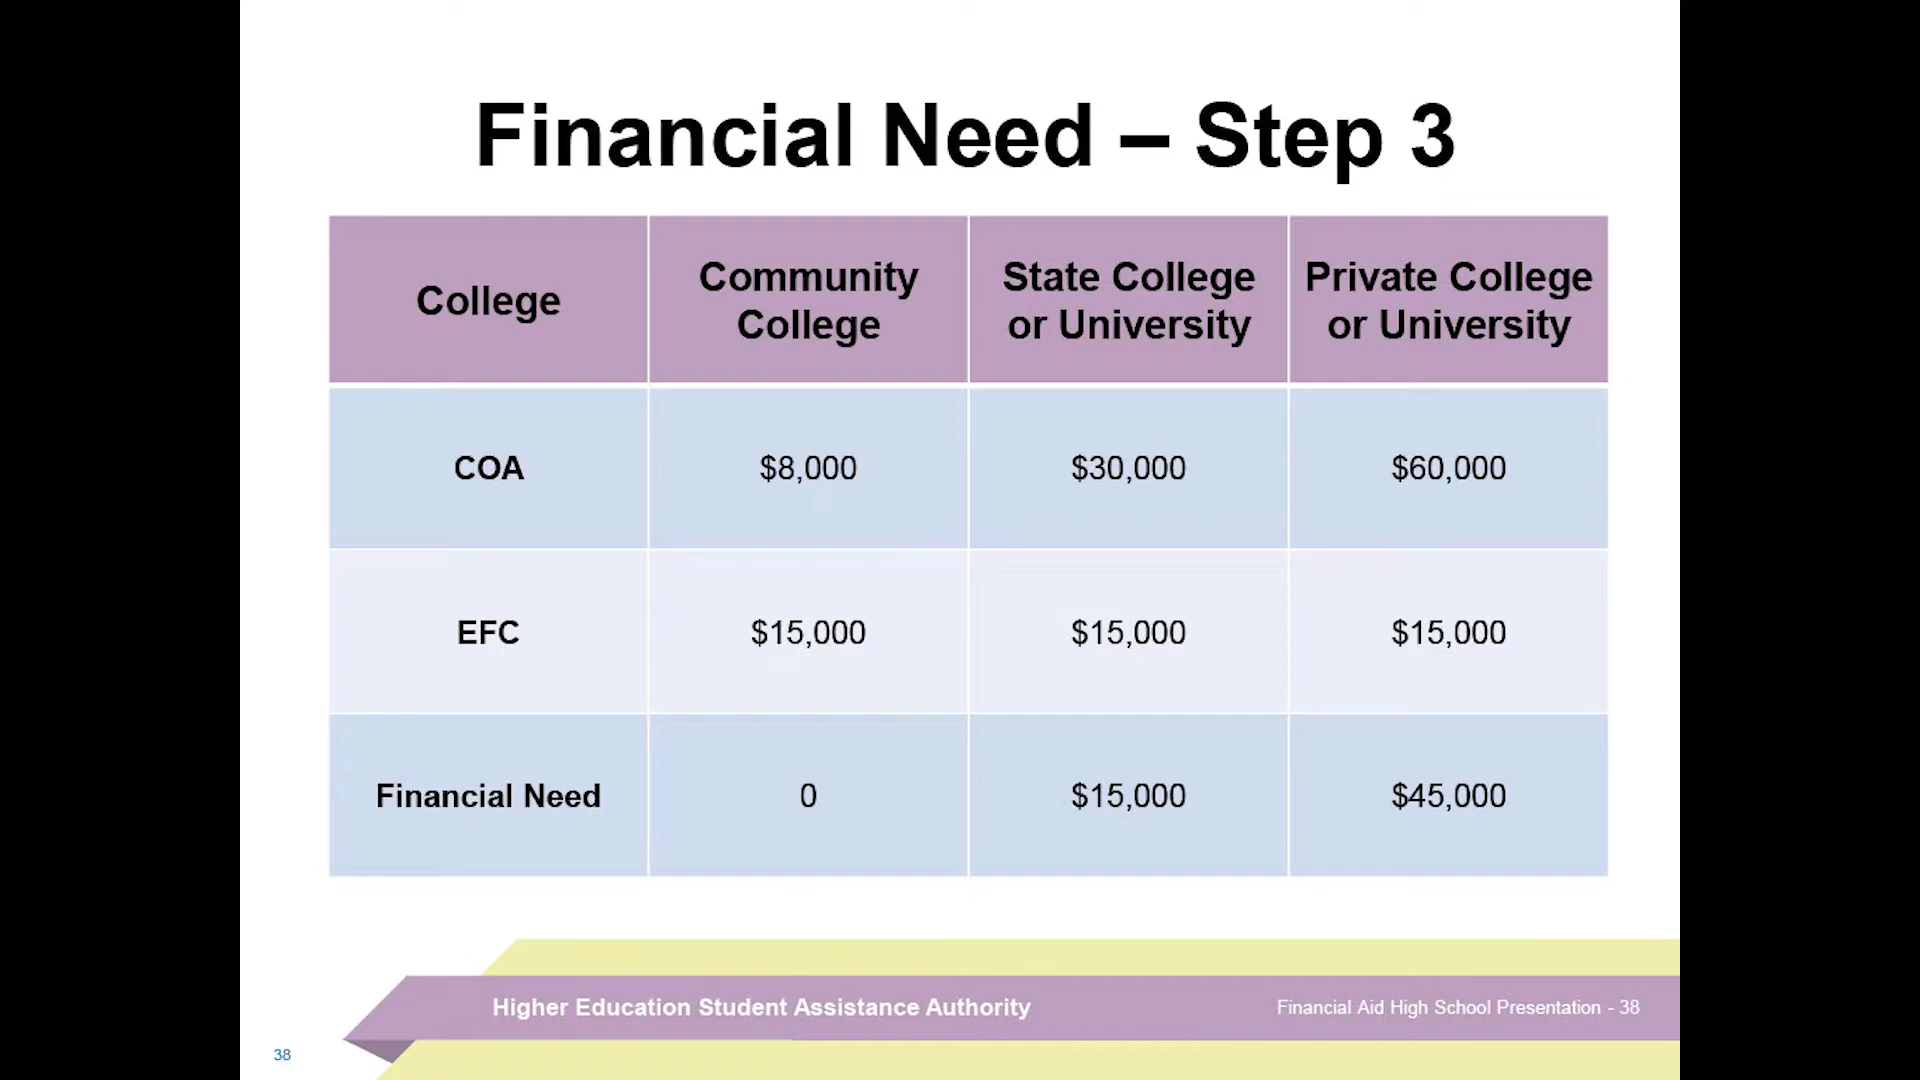 Financial Need – Step 3
College
Community
College
State College
or University
Private College
or University
COA
$8,000
$30,000
$60,000
EFC
$15,000
$15,000
$15,000
Financial Need
0
$15,000
$45,000
Higher Education Student Assistance Authority
Financial Aid High School Presentation - 38
38